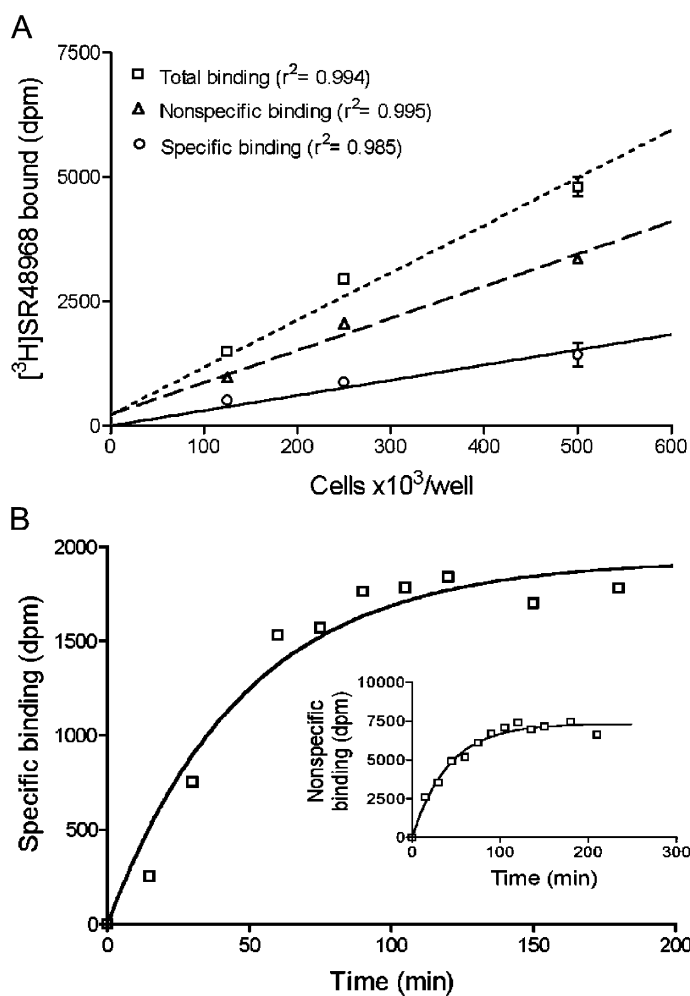 A
[³H]SR48968 bound (dpm)
7500
5000
2500
0
Total binding (r²= 0.994)
Nonspecific binding (r²= 0.995)
Specific binding (r²= 0.985)
0 100 200 300 400 500 600
Cells x10³/well
B
Specific binding (dpm)
2000
1500
1000
500
0
Nonspecific
binding (dpm)
10000
7500
5000
2500
0
0 100 200 300
Time (min)
0 50 100 150 200
Time (min)